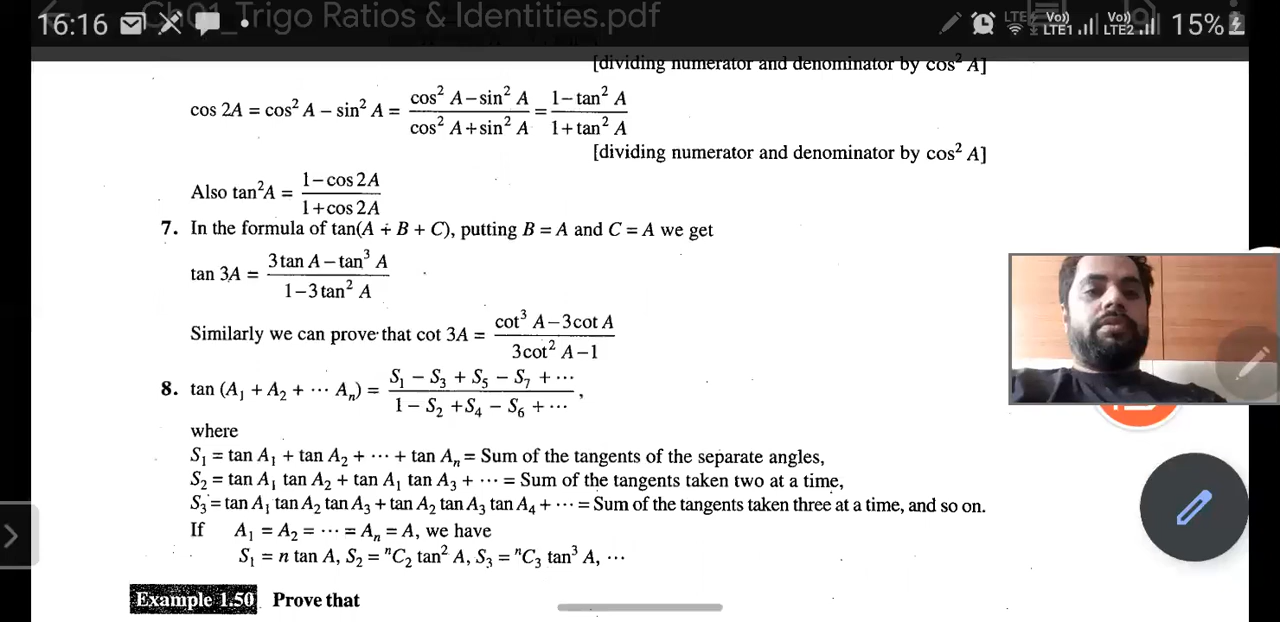 16:16
Ch01_Trigo Ratios & Identities.pdf
LTE Vo) LTE1 Vo) LTE2 15%
[dividing numerator and denominator by cos² A]
cos 2A = cos² A – sin² A = (cos² A – sin² A)/(cos² A + sin² A) = (1 – tan² A)/(1 + tan² A)
[dividing numerator and denominator by cos² A]
Also tan²A = (1 – cos 2A)/(1 + cos 2A)
7. In the formula of tan(A + B + C), putting B = A and C = A we get
tan 3A = (3 tan A – tan³ A)/(1 – 3 tan² A)
Similarly we can prove that cot 3A = (cot³ A – 3 cot A)/(3 cot² A – 1)
8. tan (A₁ + A₂ + ··· Aₙ) = (S₁ – S₃ + S₅ – S₇ + ···)/(1 – S₂ + S₄ – S₆ + ···),
where
S₁ = tan A₁ + tan A₂ + ··· + tan Aₙ = Sum of the tangents of the separate angles,
S₂ = tan A₁ tan A₂ + tan A₁ tan A₃ + ··· = Sum of the tangents taken two at a time,
S₃ = tan A₁ tan A₂ tan A₃ + tan A₂ tan A₃ tan A₄ + ··· = Sum of the tangents taken three at a time, and so on.
If A₁ = A₂ = ··· = Aₙ = A, we have
S₁ = n tan A, S₂ = ⁿC₂ tan² A, S₃ = ⁿC₃ tan³ A, ···
Example 1.50 Prove that